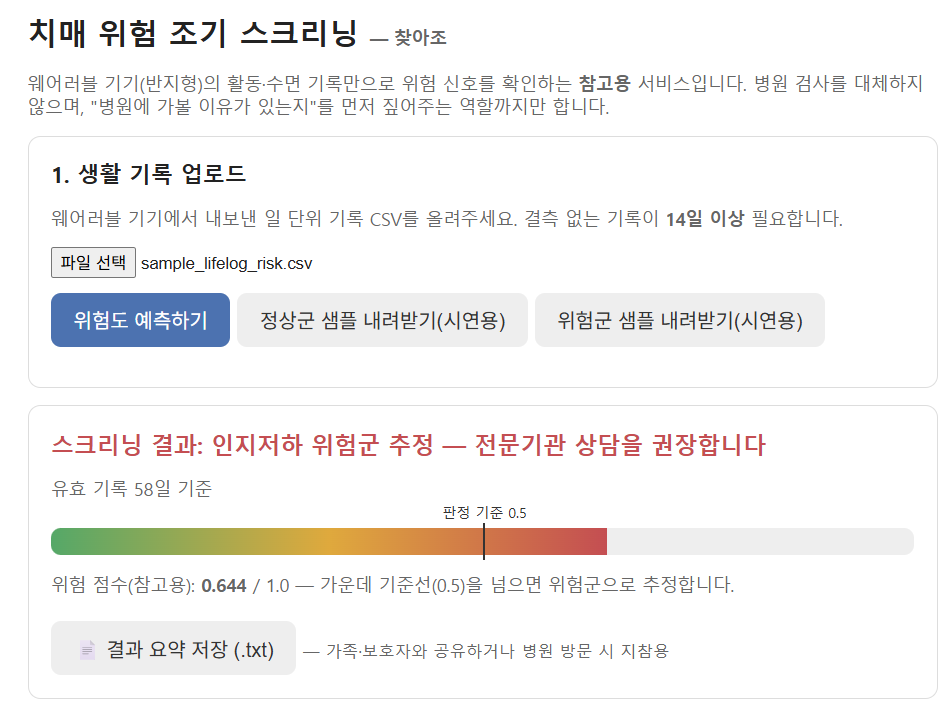 치매 위험 조기 스크리닝 — 찾아조
웨어러블 기기(반지형)의 활동·수면 기록만으로 위험 신호를 확인하는 참고용 서비스입니다. 병원 검사를 대체하지
않으며, "병원에 가볼 이유가 있는지"를 먼저 짚어주는 역할까지만 합니다.
1. 생활 기록 업로드
웨어러블 기기에서 내보낸 일 단위 기록 CSV를 올려주세요. 결측 없는 기록이 14일 이상 필요합니다.
파일 선택 sample_lifelog_risk.csv
위험도 예측하기 정상군 샘플 내려받기(시연용) 위험군 샘플 내려받기(시연용)
스크리닝 결과: 인지저하 위험군 추정 — 전문기관 상담을 권장합니다
유효 기록 58일 기준
판정 기준 0.5
위험 점수(참고용): 0.644 / 1.0 — 가운데 기준선(0.5)을 넘으면 위험군으로 추정합니다.
결과 요약 저장 (.txt) — 가족·보호자와 공유하거나 병원 방문 시 지참용